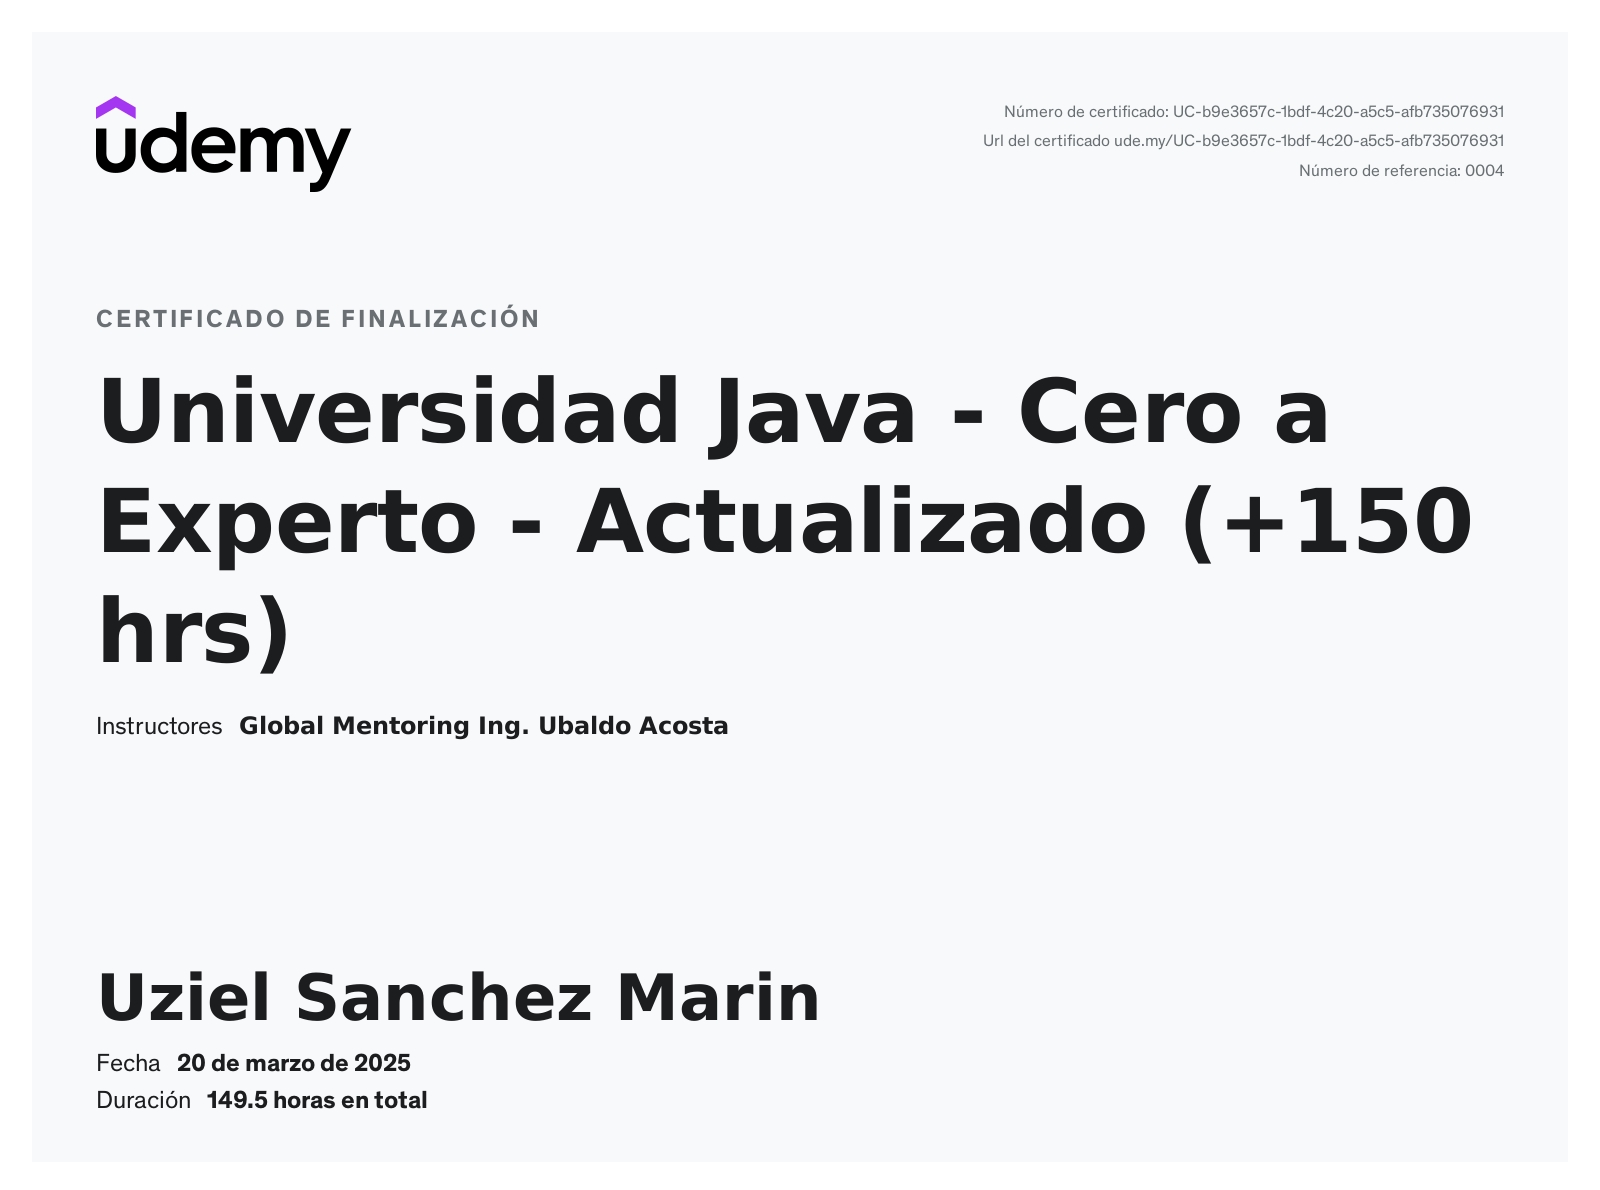 udemy
Número de certificado: UC-b9e3657c-1bdf-4c20-a5c5-afb735076931
Url del certificado ude.my/UC-b9e3657c-1bdf-4c20-a5c5-afb735076931
Número de referencia: 0004
CERTIFICADO DE FINALIZACIÓN
Universidad Java - Cero a
Experto - Actualizado (+150
hrs)
Instructores Global Mentoring Ing. Ubaldo Acosta
Uziel Sanchez Marin
Fecha 20 de marzo de 2025
Duración 149.5 horas en total